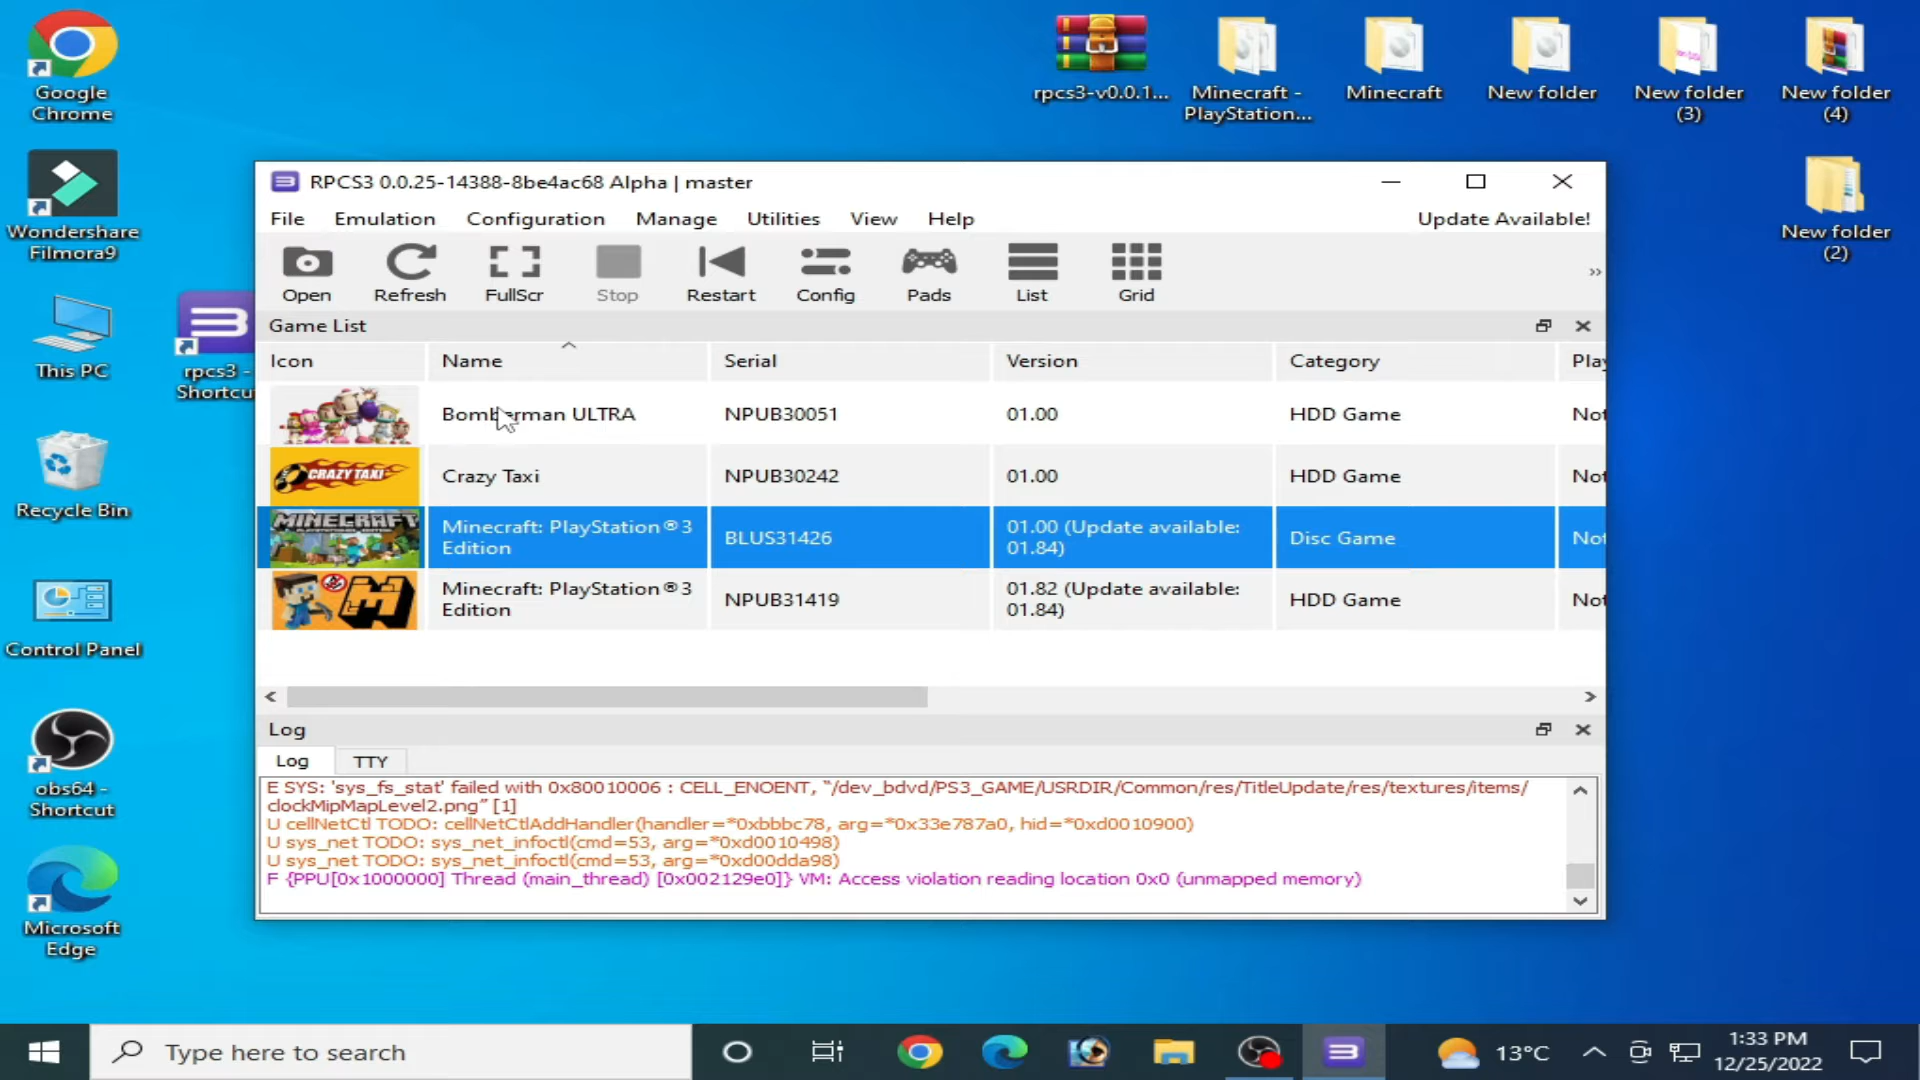 Google
Chrome
Wondershare
Filmora9
This PC
rpcs3 -
Shortcu
Recycle Bin
Control Panel
obs64 -
Shortcut
Microsoft
Edge
rpcs3-v0.0.1...
Minecraft -
PlayStation...
Minecraft
New folder
New folder
(3)
New folder
(4)
New folder
(2)
RPCS3 0.0.25-14388-8be4ac68 Alpha | master
File Emulation Configuration Manage Utilities View Help Update Available!
Open Refresh FullScr Stop Restart Config Pads List Grid
Game List
Icon Name Serial Version Category Play
Bomberman ULTRA NPUB30051 01.00 HDD Game Not
CRAZY TAXI
Crazy Taxi NPUB30242 01.00 HDD Game Not
MINECRAFT
Minecraft: PlayStation®3
Edition
BLUS31426
01.00 (Update available:
01.84)
Disc Game Not
Minecraft: PlayStation®3
Edition
NPUB31419
01.82 (Update available:
01.84)
HDD Game Not
Log
Log TTY
E SYS: 'sys_fs_stat' failed with 0x80010006 : CELL_ENOENT, “/dev_bdvd/PS3_GAME/USRDIR/Common/res/TitleUpdate/res/textures/items/
clockMipMapLevel2.png” [1]
U cellNetCtl TODO: cellNetCtlAddHandler(handler=*0xbbbc78, arg=*0x33e787a0, hid=*0xd0010900)
U sys_net TODO: sys_net_infoctl(cmd=53, arg=*0xd0010498)
U sys_net TODO: sys_net_infoctl(cmd=53, arg=*0xd00dda98)
F {PPU[0x1000000] Thread (main_thread) [0x002129e0]} VM: Access violation reading location 0x0 (unmapped memory)
Type here to search
13°C
1:33 PM
12/25/2022